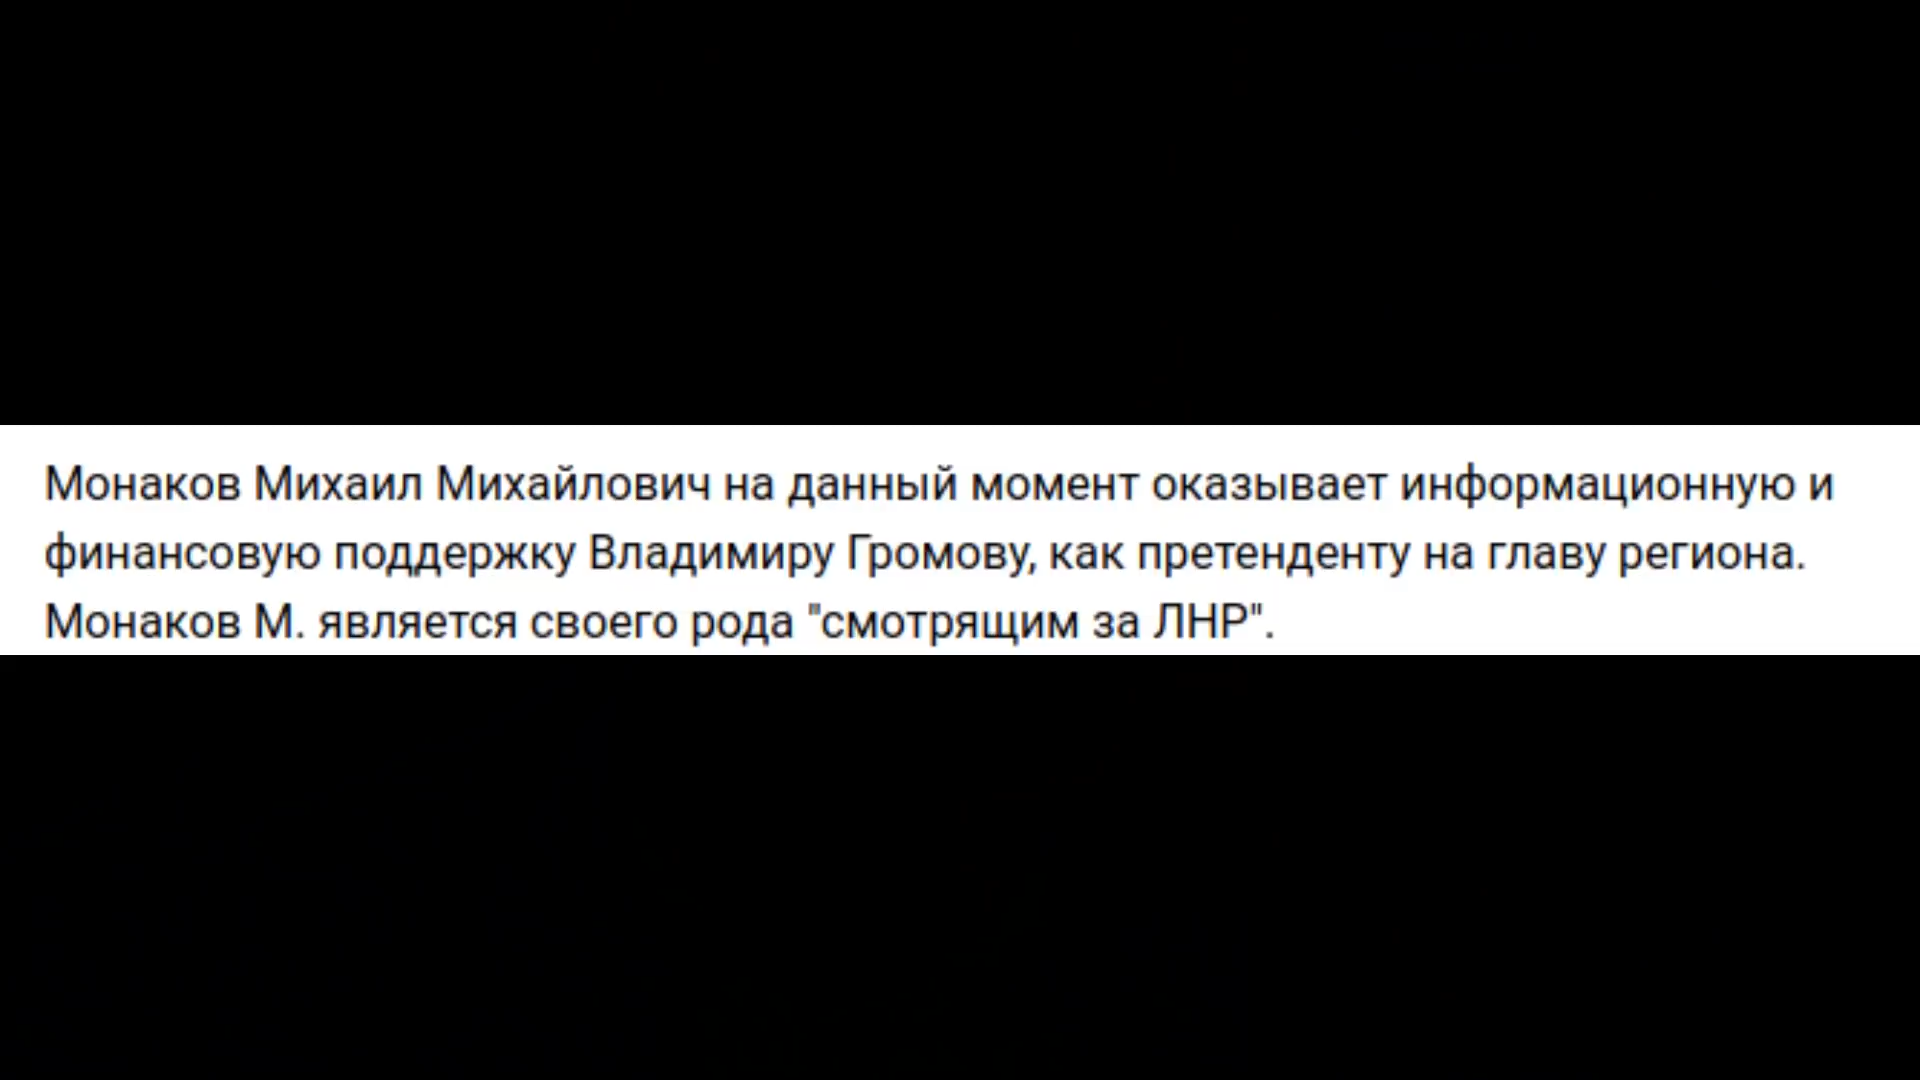 Монаков Михаил Михайлович на данный момент оказывает информационную и
финансовую поддержку Владимиру Громову, как претенденту на главу региона.
Монаков М. является своего рода "смотрящим за ЛНР".